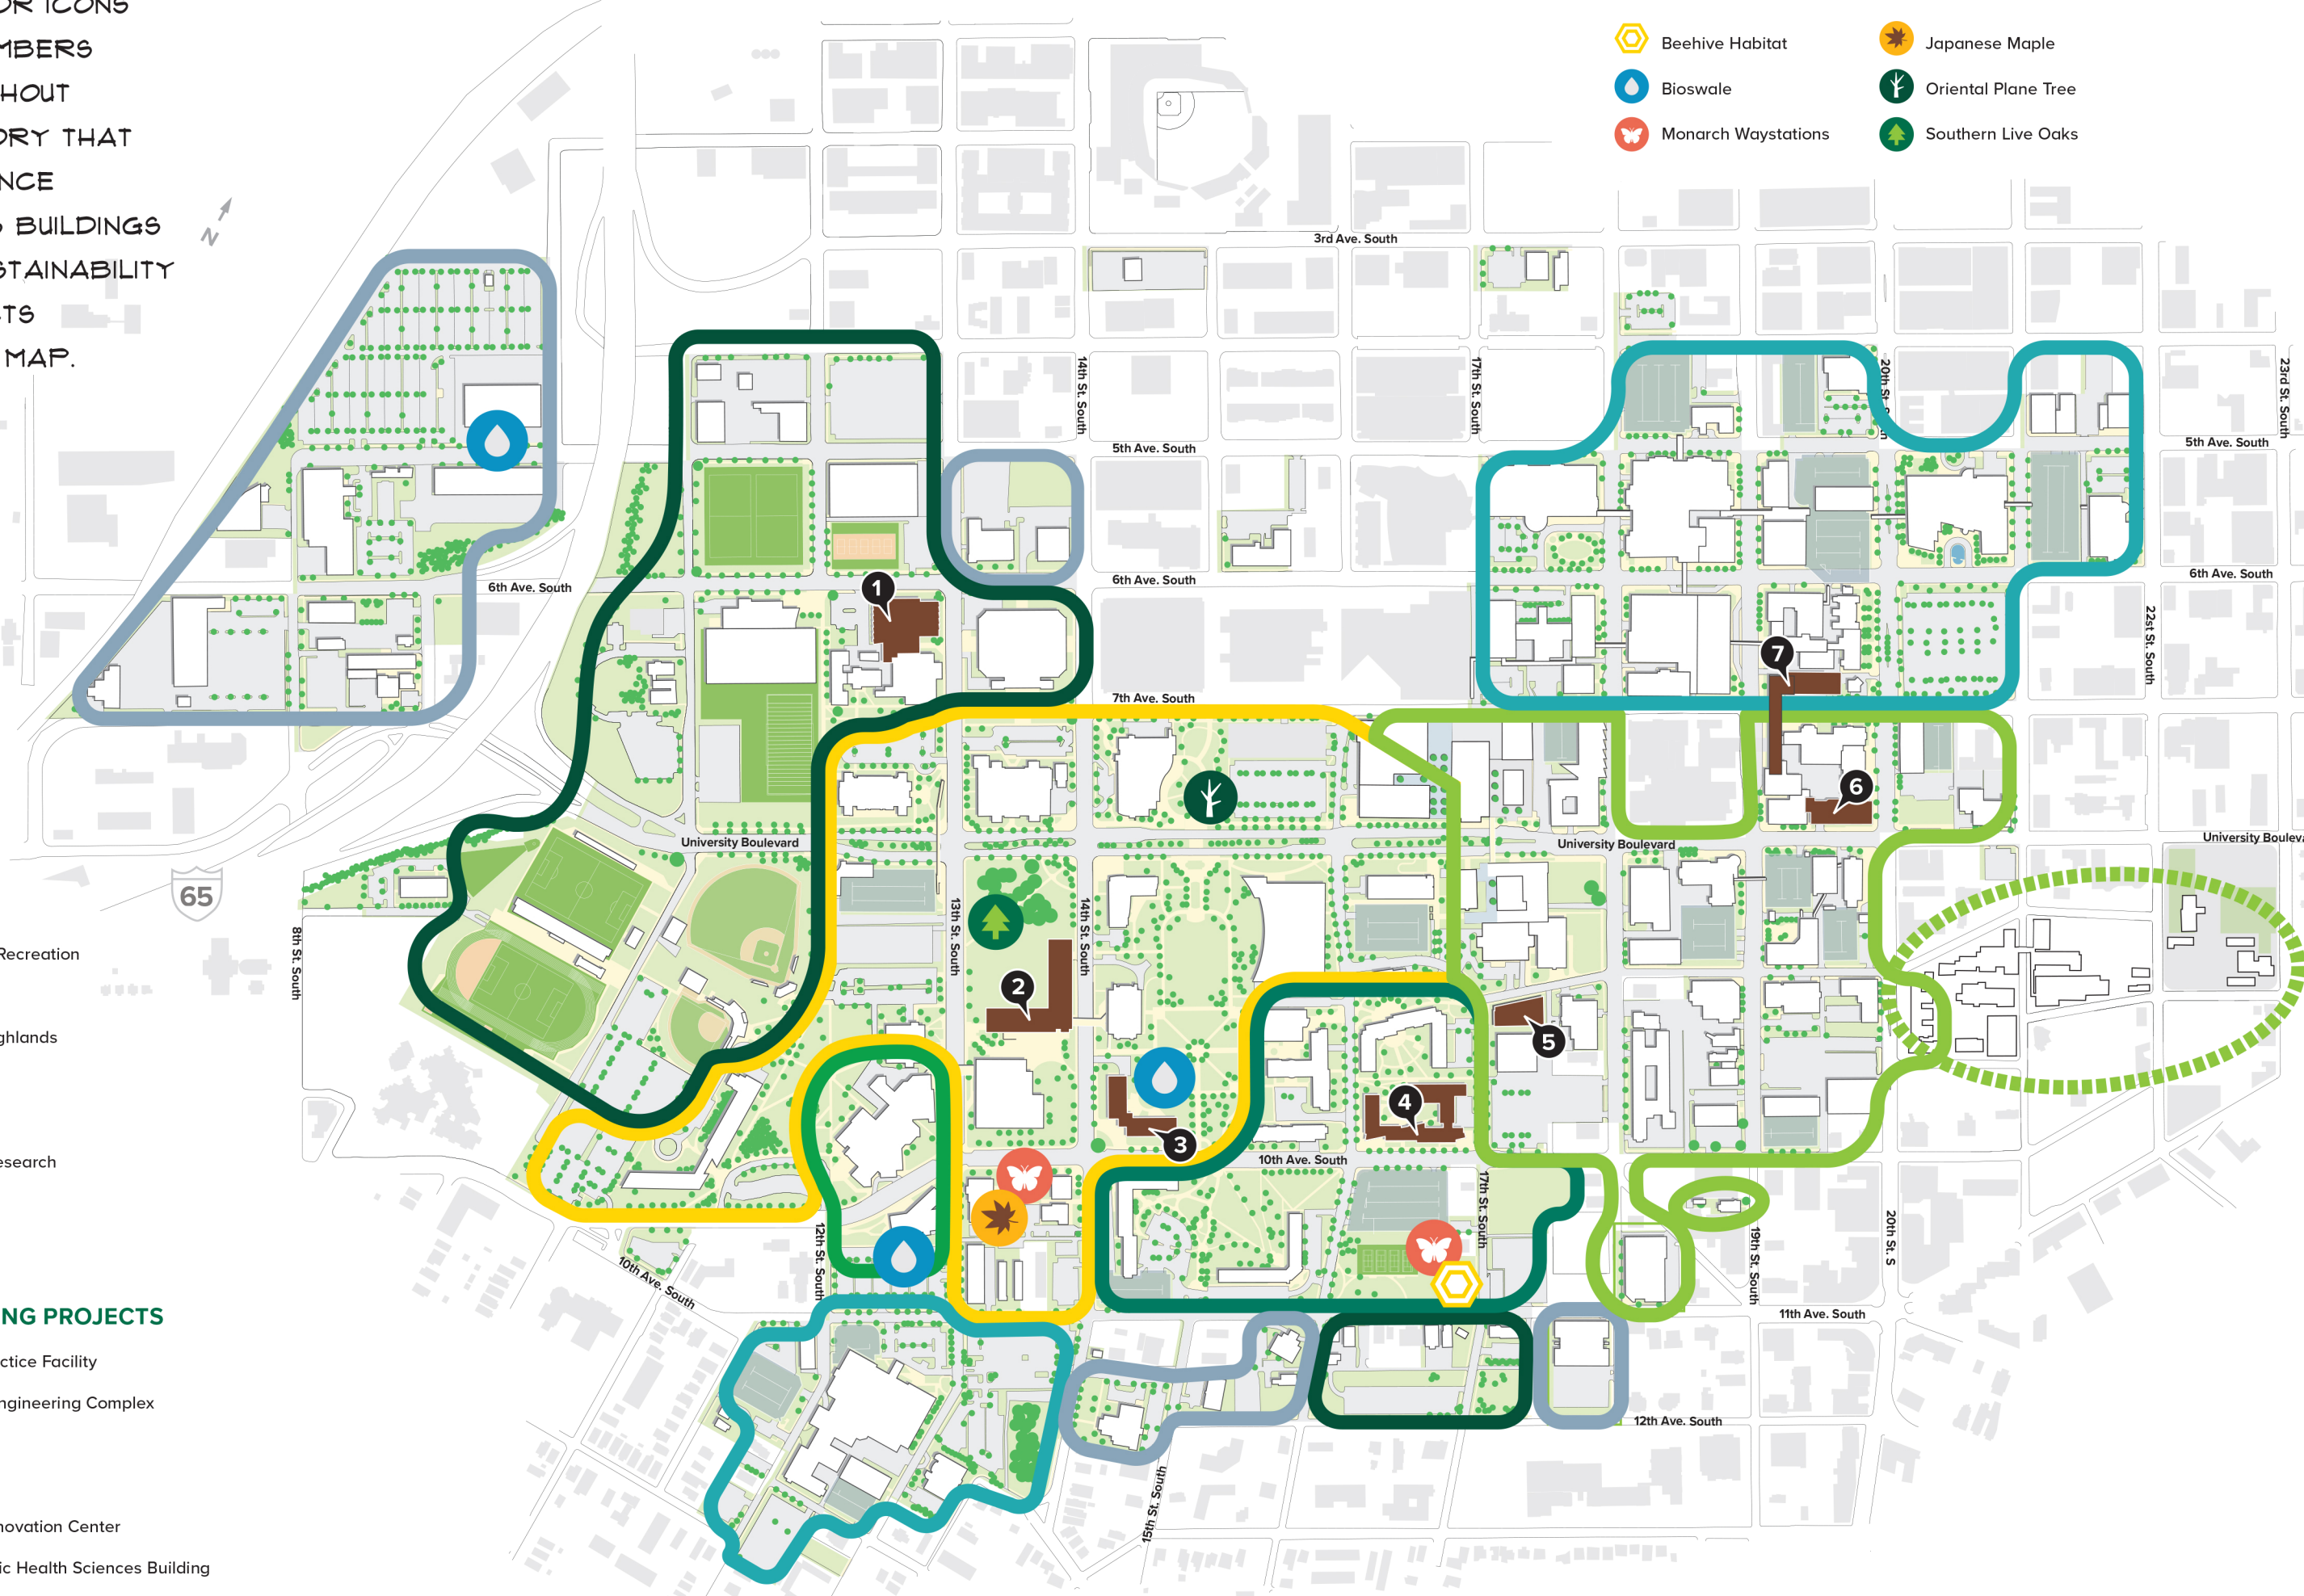 OR ICONS
MBERS
HOUT
ORY THAT
NCE
S BUILDINGS
STAINABILITY
TS
MAP.
N
Beehive Habitat
Bioswale
Monarch Waystations
Japanese Maple
Oriental Plane Tree
Southern Live Oaks
3rd Ave. South
14th St. South
17th St. South
20th St. S
23rd St. South
5th Ave. South
5th Ave. South
6th Ave. South
6th Ave. South
6th Ave. South
1
22st St. South
7
7th Ave. South
6
University Boulevard
University Boulevard
University Bouleva
65
8th St. South
13th St. South
14th St. South
2
5
4
3
Recreation
ghlands
esearch
10th Ave. South
17th St. South
12th St. South
10th Ave. South
19th St. South
20th St. S
11th Ave. South
12th Ave. South
15th St. South
NG PROJECTS
ctice Facility
ngineering Complex
novation Center
ic Health Sciences Building